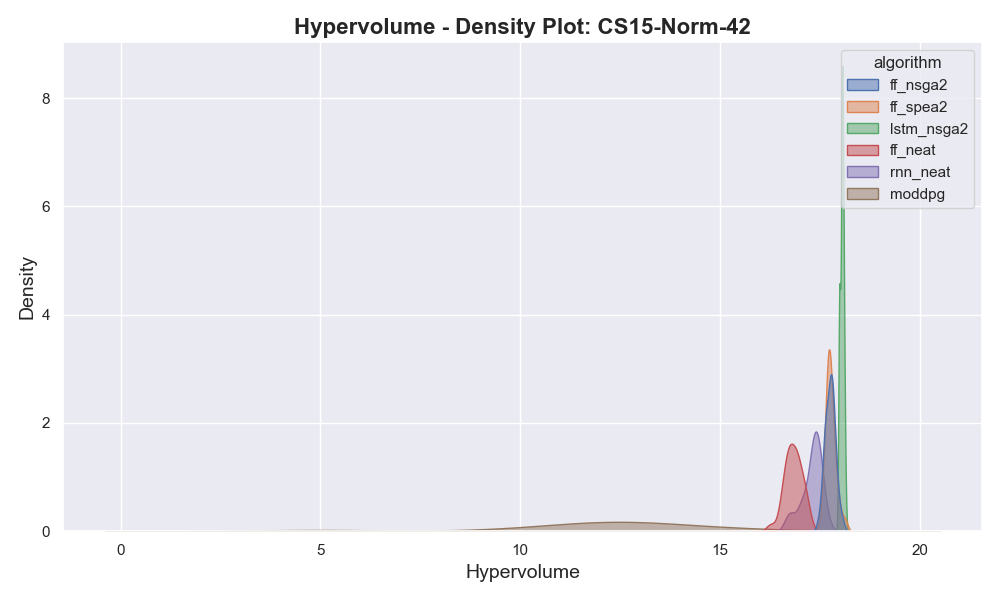 Hypervolume - Density Plot: CS15-Norm-42
algorithm
ff_nsga2
ff_spea2
lstm_nsga2
ff_neat
rnn_neat
moddpg
Density
8
6
4
2
0
0 5 10 15 20
Hypervolume